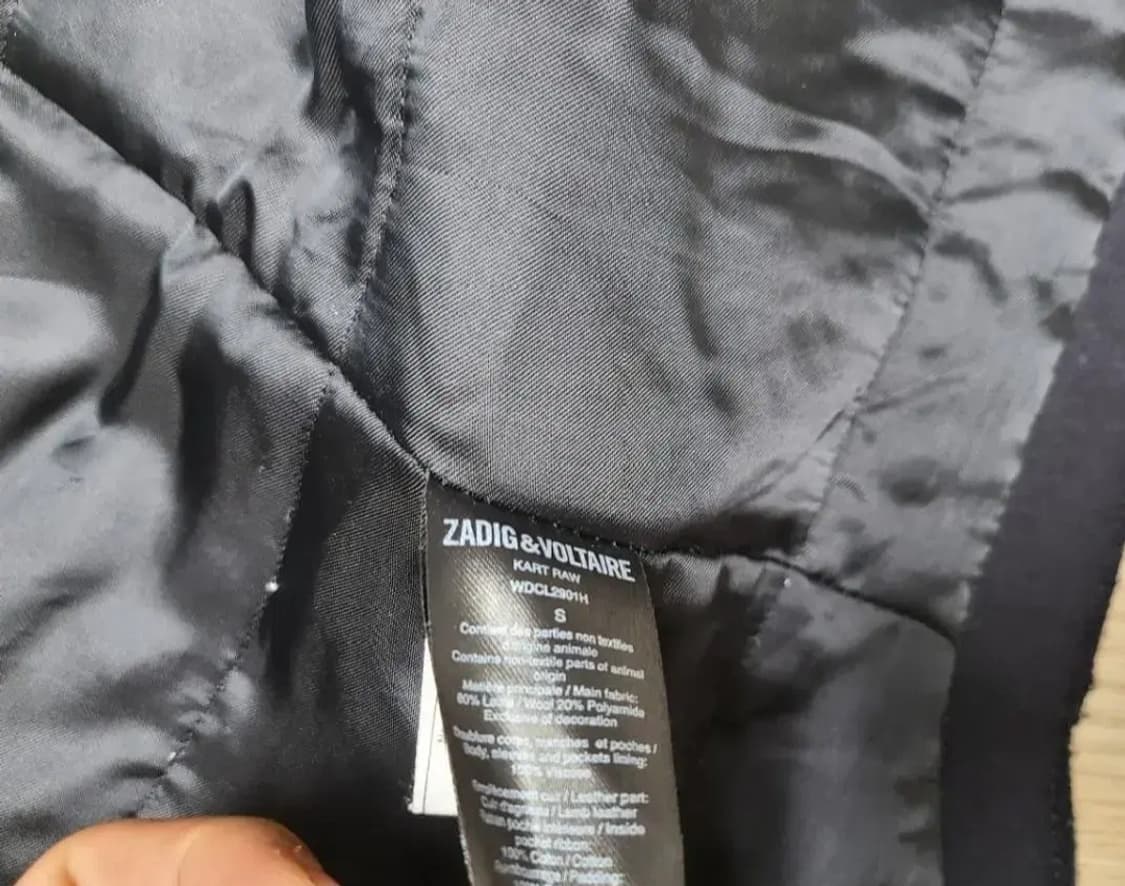 ZADIG&VOLTAIRE
KART RAW
WDCL2901H
S
Contient des parties non textiles
d'origine animale
Contains non-textile parts of animal
origin
Matière principale / Main fabric:
80% Laine / Wool 20% Polyamide
Exclusive of decoration
Doublure corps, manches et poches /
Body, sleeves and pockets lining:
100% viscose
cuir / Leather part:
Cuir d'agneau / Lamb leather
poche intérieure / Inside
pocket ribbon:
100% Coton / Cotton
/ Padding: